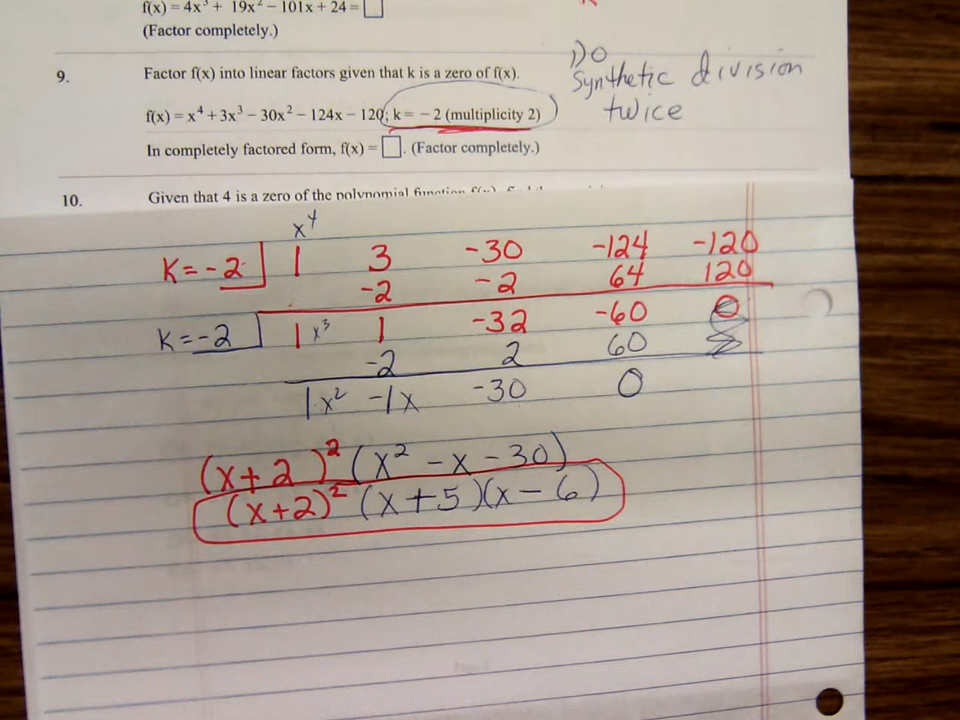 f(x) = 4x³ + 19x² − 101x + 24 = □
(Factor completely.)
9. Factor f(x) into linear factors given that k is a zero of f(x).
f(x) = x⁴ + 3x³ − 30x² − 124x − 120; k = − 2 (multiplicity 2)
In completely factored form, f(x) = □. (Factor completely.)
Synthetic division
twice
10. Given that 4 is a zero of the polynomial function
x⁴
K = -2 1 3 -30 -124 -120
-2 -2 64 120
K = -2 1 x³ 1 -32 -60 0
-2 2 60
1x² -1x -30 0
(x+2)² (x² - x - 30)
(x+2)² (x+5)(x-6)